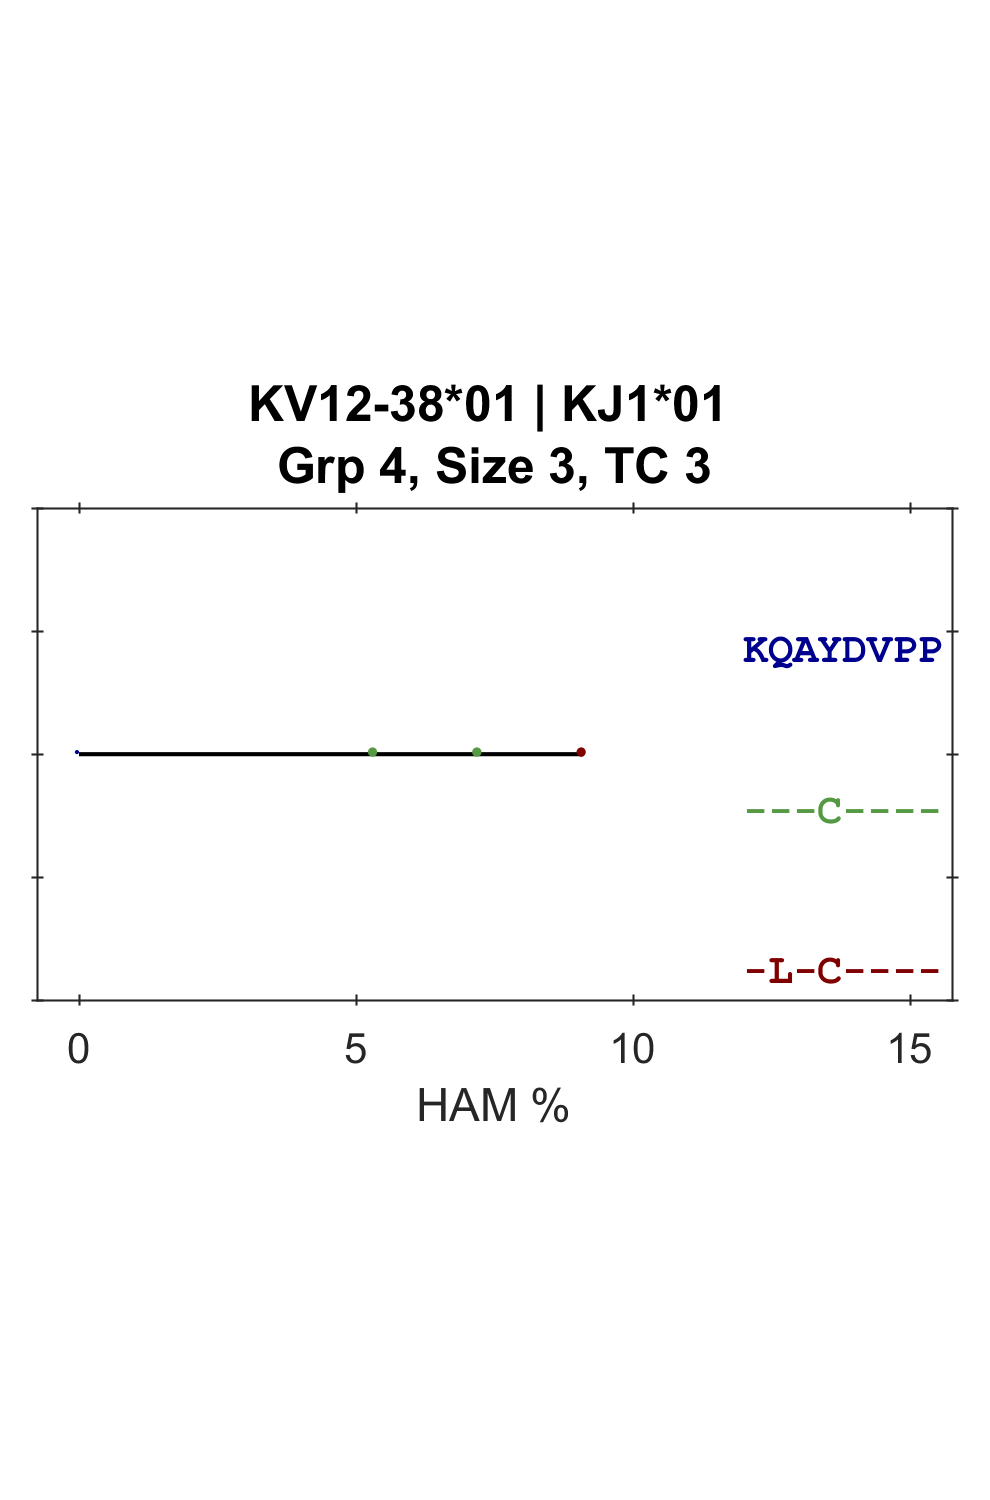 KV12-38*01 | KJ1*01
Grp 4, Size 3, TC 3
KQAYDVPP
---C----
-L-C----
0 5 10 15
HAM %